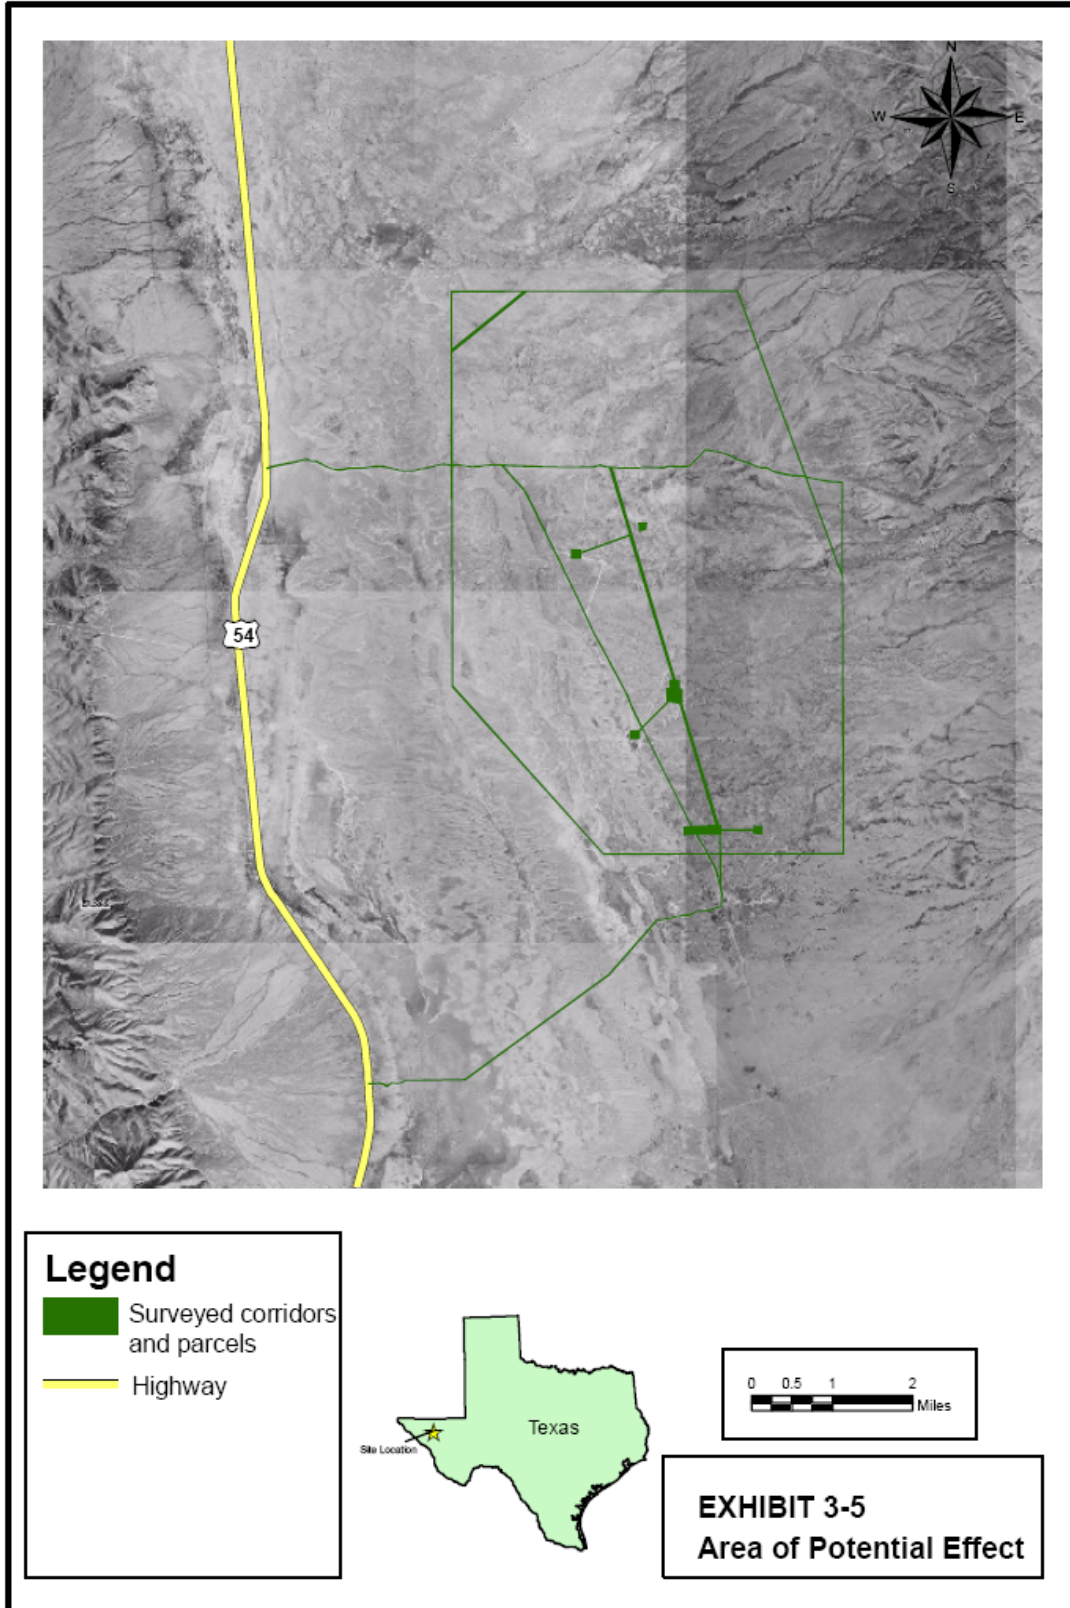 N
W E
S
54
Legend
Surveyed corridors
and parcels
Highway
Texas
Site Location
0 0.5 1 2
Miles
EXHIBIT 3-5
Area of Potential Effect